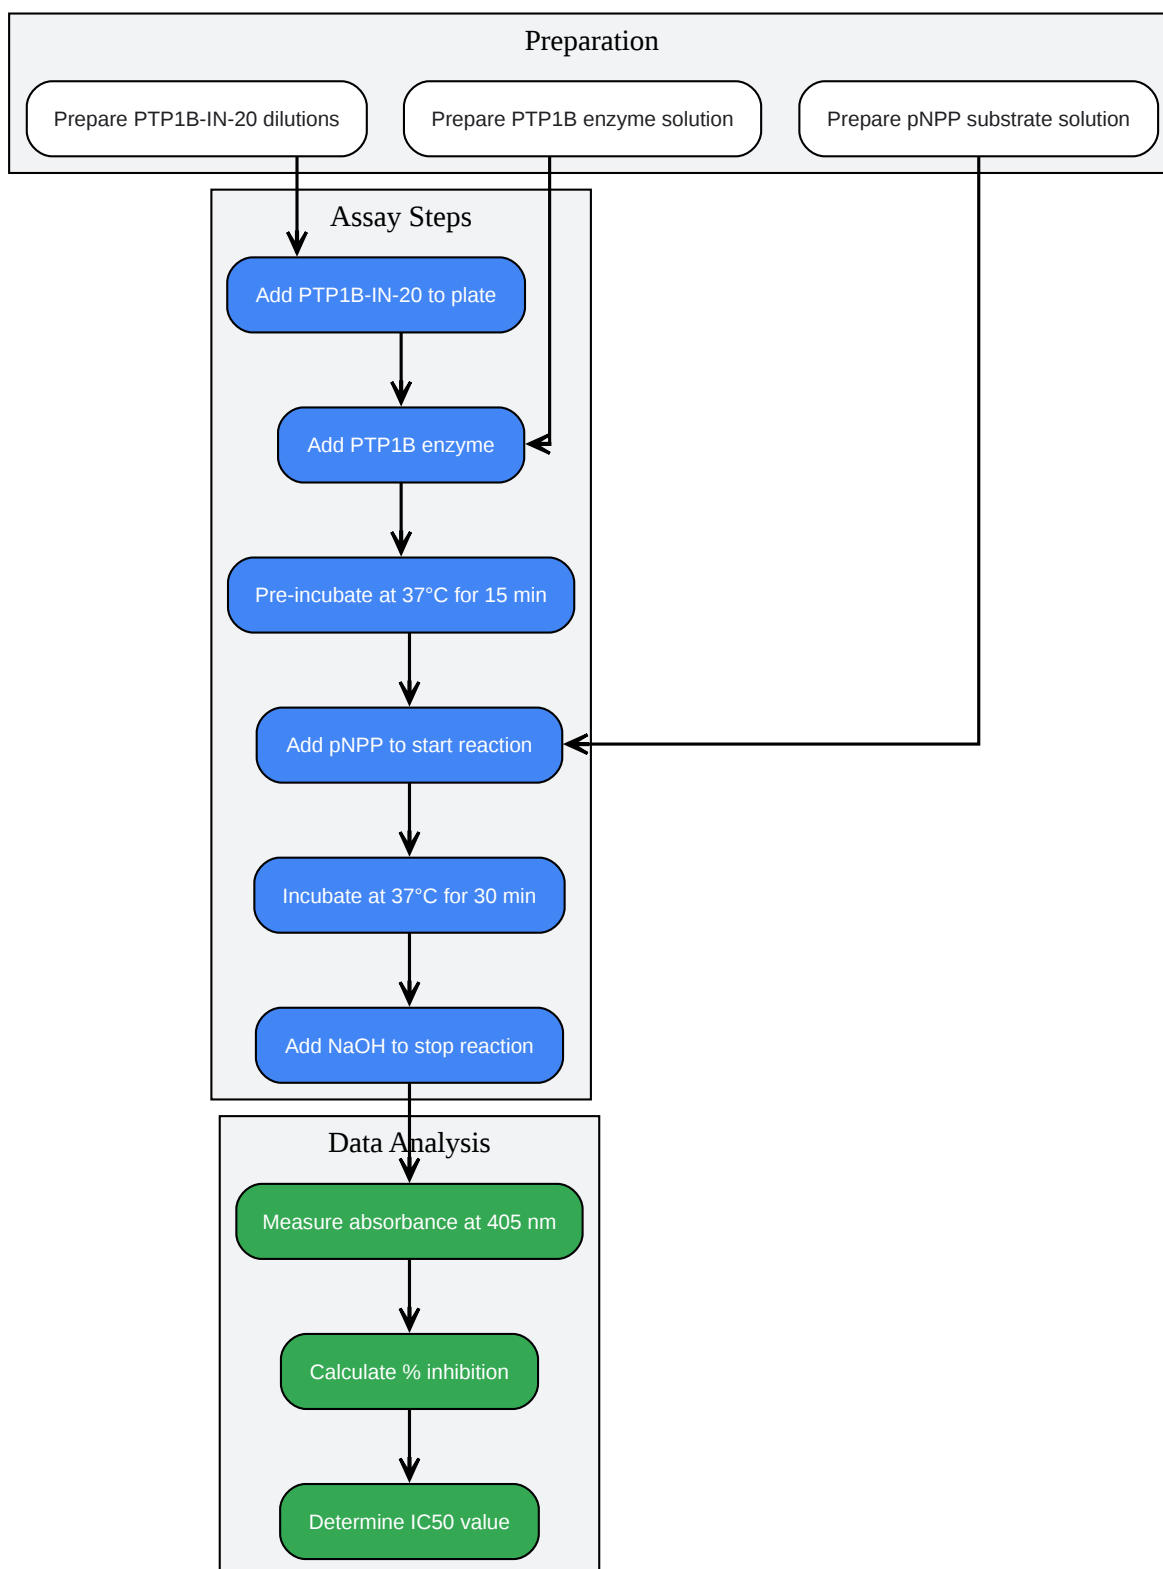 Preparation
Prepare PTP1B-IN-20 dilutions
Prepare PTP1B enzyme solution
Prepare pNPP substrate solution
Assay Steps
Add PTP1B-IN-20 to plate
Add PTP1B enzyme
Pre-incubate at 37°C for 15 min
Add pNPP to start reaction
Incubate at 37°C for 30 min
Add NaOH to stop reaction
Data Analysis
Measure absorbance at 405 nm
Calculate % inhibition
Determine IC50 value